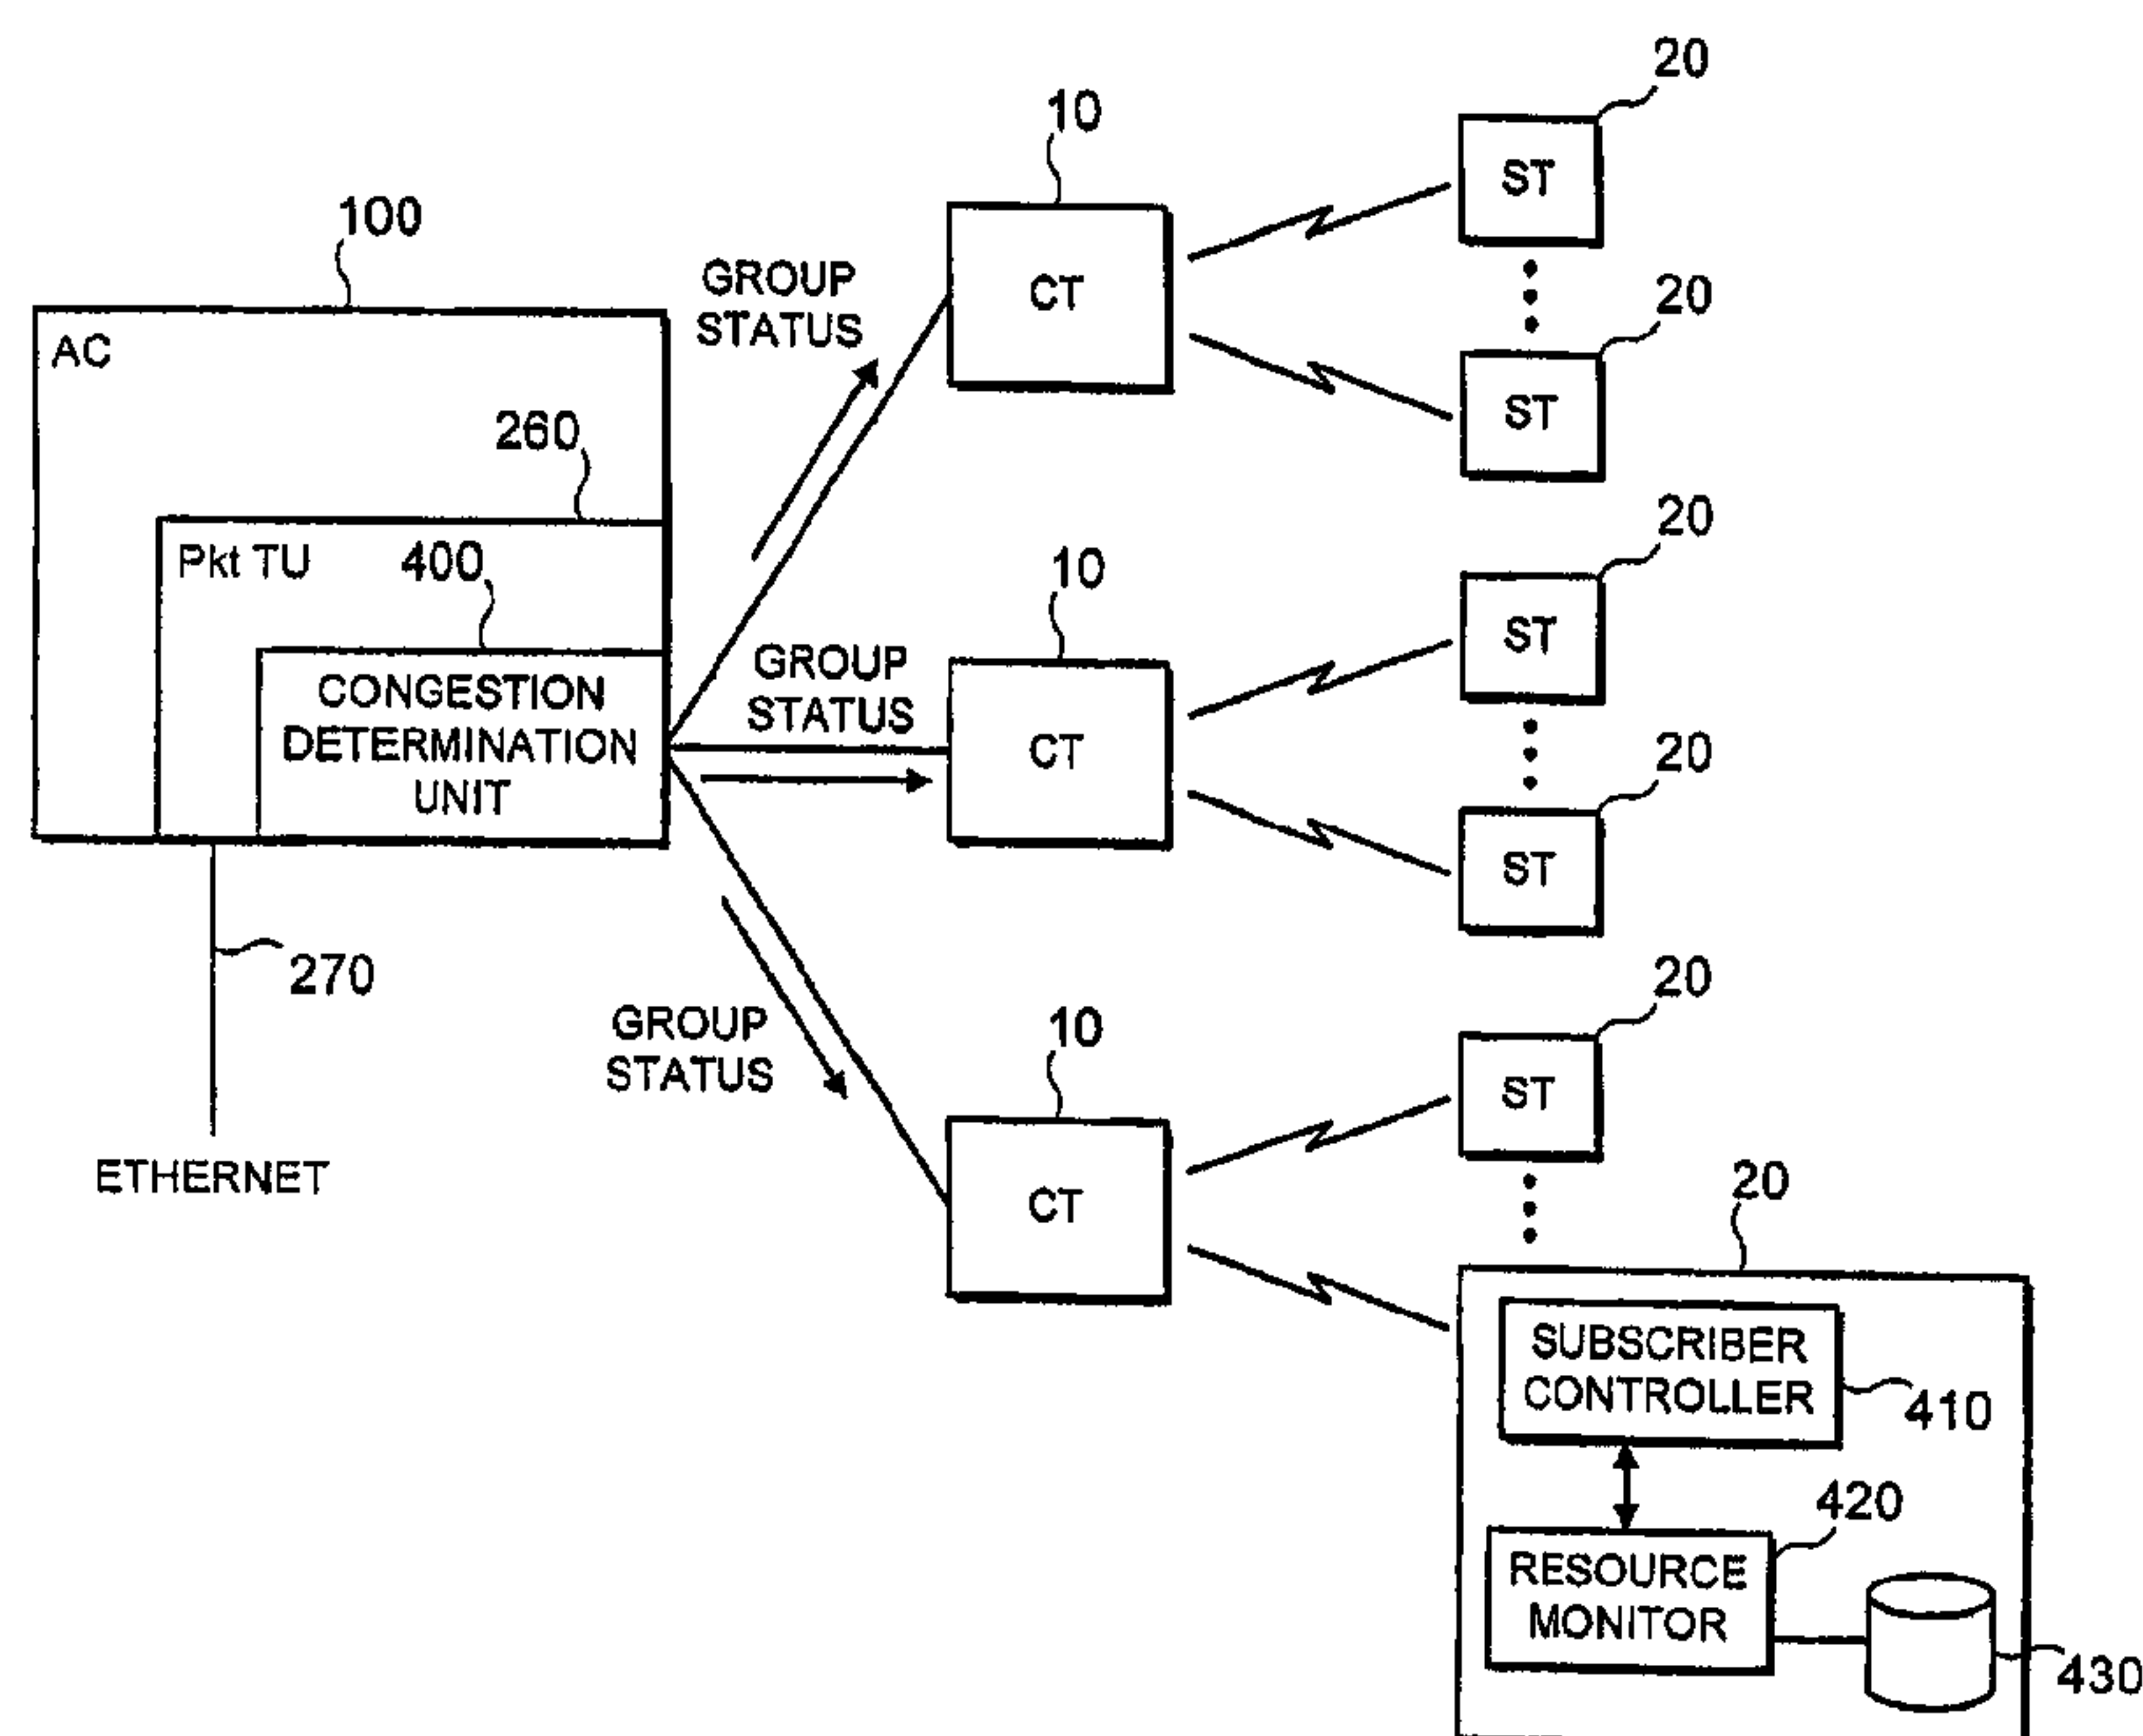 20
10
ST
100
GROUP
STATUS
CT
20
AC
ST
260
20
Pkt TU
400
10
ST
GROUP
STATUS
CONGESTION
DETERMINATION
UNIT
CT
20
ST
270
20
GROUP
STATUS
10
ST
ETHERNET
CT
20
SUBSCRIBER
CONTROLLER
410
420
RESOURCE
MONITOR
430